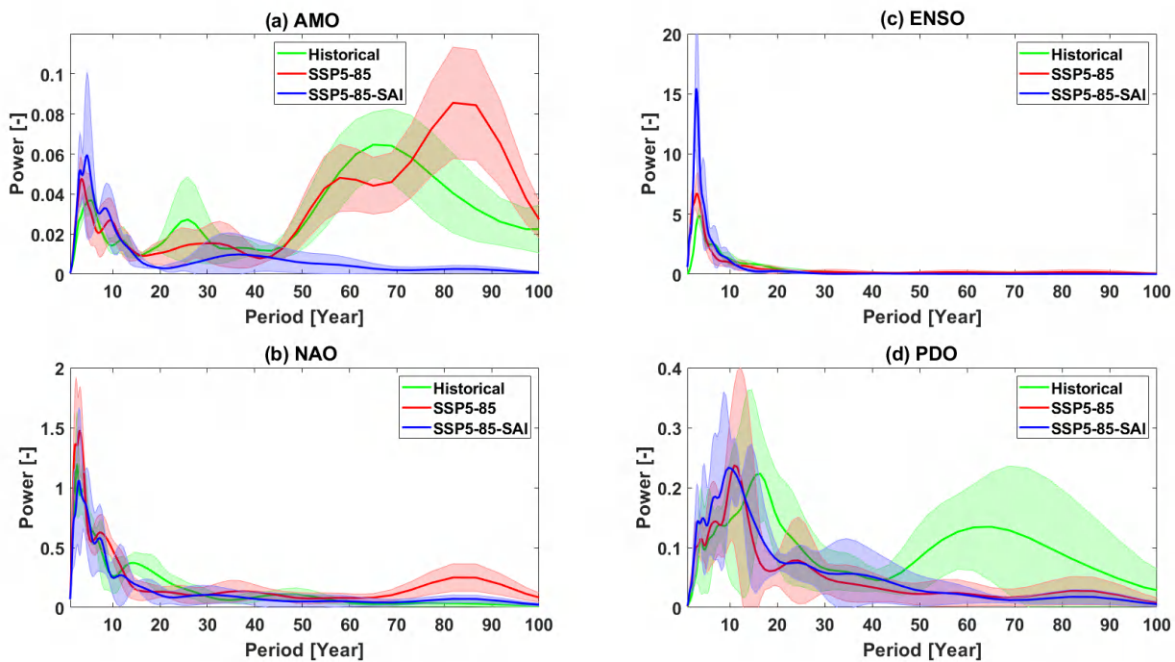 (a) AMO
Power [-]
0.1
0.08
0.06
0.04
0.02
0
Historical
SSP5-85
SSP5-85-SAI
10 20 30 40 50 60 70 80 90 100
Period [Year]
(c) ENSO
Power [-]
20
15
10
5
0
Historical
SSP5-85
SSP5-85-SAI
10 20 30 40 50 60 70 80 90 100
Period [Year]
(b) NAO
Power [-]
2
1.5
1
0.5
0
Historical
SSP5-85
SSP5-85-SAI
10 20 30 40 50 60 70 80 90 100
Period [Year]
(d) PDO
Power [-]
0.4
0.3
0.2
0.1
0
Historical
SSP5-85
SSP5-85-SAI
10 20 30 40 50 60 70 80 90 100
Period [Year]